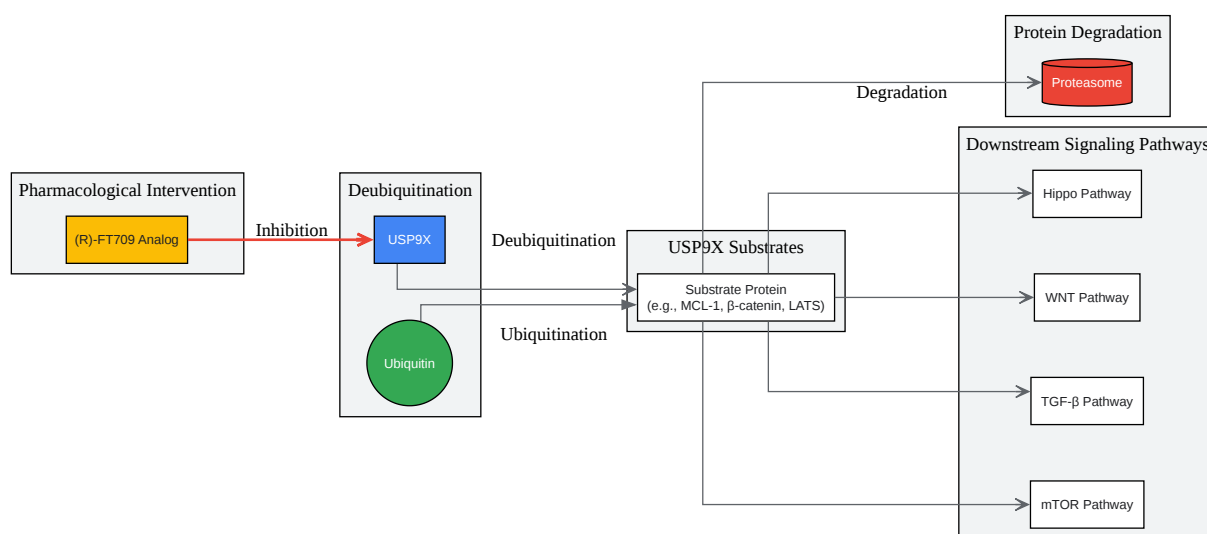 Pharmacological Intervention
(R)-FT709 Analog
Inhibition
Deubiquitination
USP9X
Ubiquitin
Deubiquitination
Ubiquitination
USP9X Substrates
Substrate Protein
(e.g., MCL-1, β-catenin, LATS)
Degradation
Protein Degradation
Proteasome
Downstream Signaling Pathways
Hippo Pathway
WNT Pathway
TGF-β Pathway
mTOR Pathway